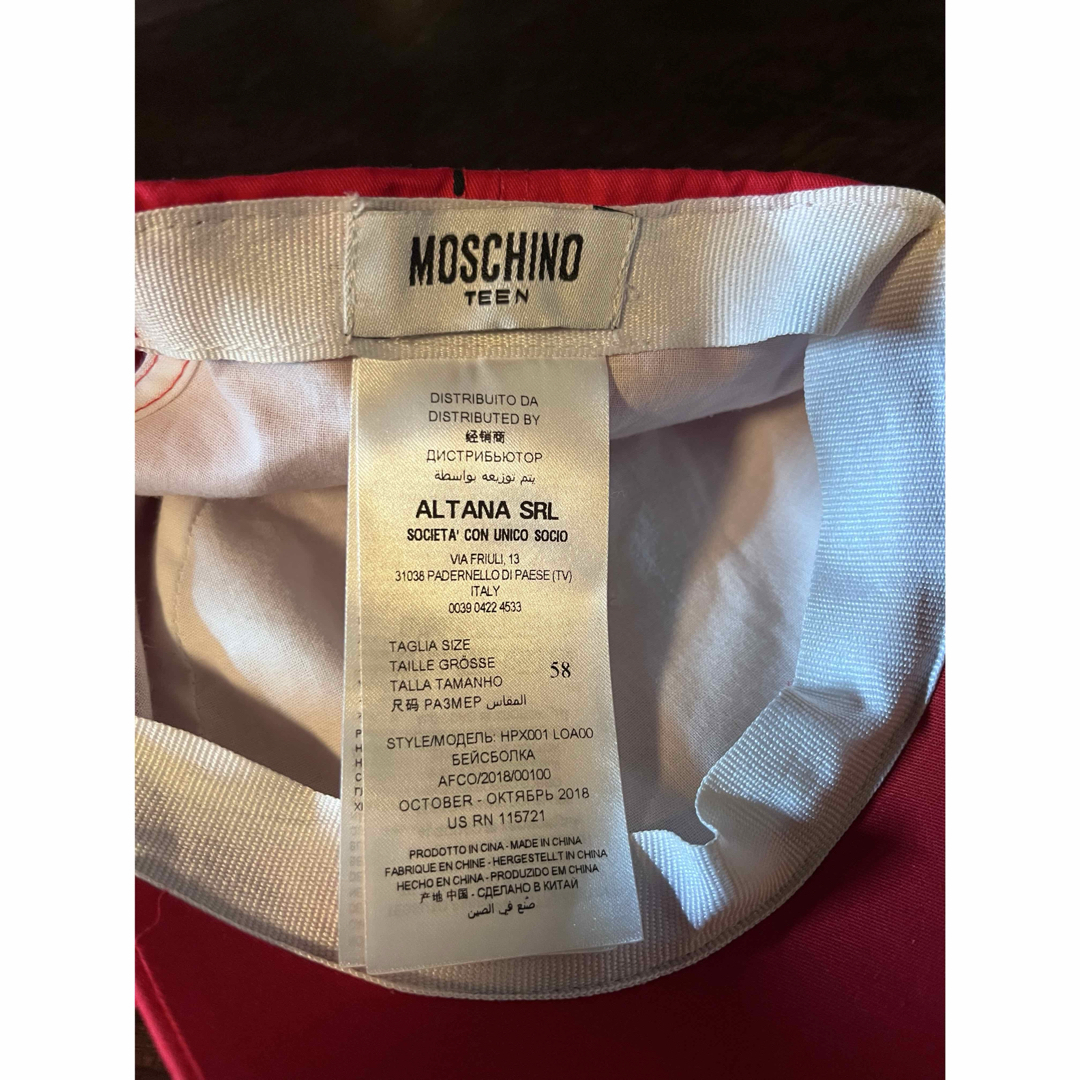 MOSCHINO
TEEN
DISTRIBUITO DA
DISTRIBUTED BY
经销商
ДИСТРИБЬЮТОР
يتم توزيعه بواسطة
ALTANA SRL
SOCIETA' CON UNICO SOCIO
VIA FRIULI, 13
31038 PADERNELLO DI PAESE (TV)
ITALY
0039 0422 4533
TAGLIA SIZE
TAILLE GRÖSSE
TALLA TAMANHO
尺码 РАЗМЕР المقاس
58
STYLE/МОДЕЛЬ: HPX001 LOA00
БЕЙСБОЛКА
AFCO/2018/00100
OCTOBER - ОКТЯБРЬ 2018
US RN 115721
PRODOTTO IN CINA - MADE IN CHINA
FABRIQUE EN CHINE - HERGESTELLT IN CHINA
HECHO EN CHINA - PRODUZIDO EM CHINA
产地 中国 - СДЕЛАНО В КИТАЙ
صُنع في الصين